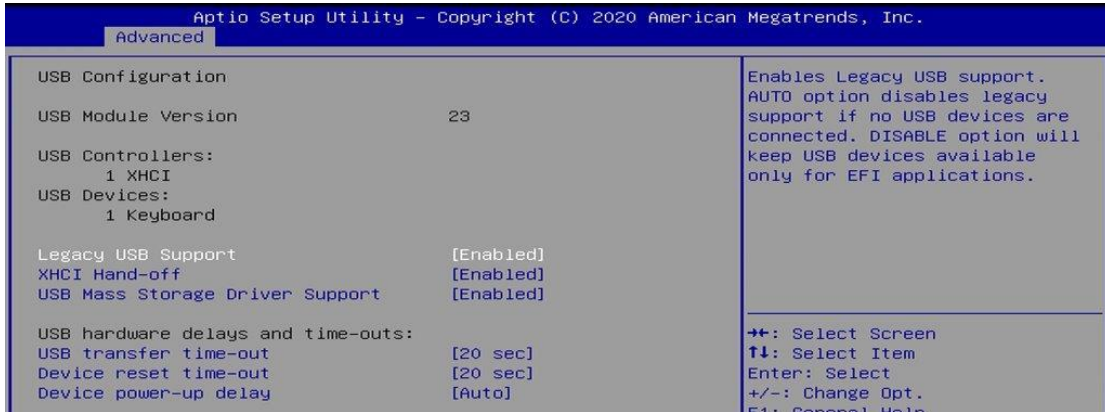 Aptio Setup Utility – Copyright (C) 2020 American Megatrends, Inc.
Advanced
USB Configuration
USB Module Version 23
USB Controllers:
1 XHCI
USB Devices:
1 Keyboard
Legacy USB Support [Enabled]
XHCI Hand-off [Enabled]
USB Mass Storage Driver Support [Enabled]
USB hardware delays and time-outs:
USB transfer time-out [20 sec]
Device reset time-out [20 sec]
Device power-up delay [Auto]
Enables Legacy USB support.
AUTO option disables legacy
support if no USB devices are
connected. DISABLE option will
keep USB devices available
only for EFI applications.
→←: Select Screen
↑↓: Select Item
Enter: Select
+/-: Change Opt.
F1: General Help